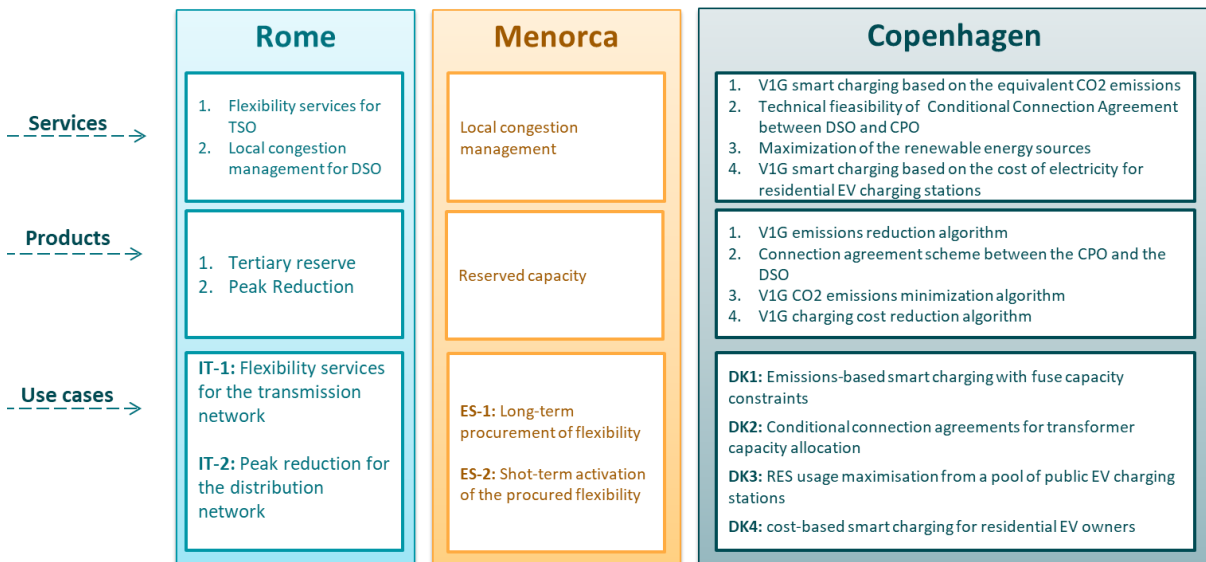 Rome
Menorca
Copenhagen
Services
1. Flexibility services for
TSO
2. Local congestion
management for DSO
Local congestion
management
1. V1G smart charging based on the equivalent CO2 emissions
2. Technical fieasibility of Conditional Connection Agreement
between DSO and CPO
3. Maximization of the renewable energy sources
4. V1G smart charging based on the cost of electricity for
residential EV charging stations
Products
1. Tertiary reserve
2. Peak Reduction
Reserved capacity
1. V1G emissions reduction algorithm
2. Connection agreement scheme between the CPO and the
DSO
3. V1G CO2 emissions minimization algorithm
4. V1G charging cost reduction algorithm
Use cases
IT-1: Flexibility services
for the transmission
network
IT-2: Peak reduction for
the distribution
network
ES-1: Long-term
procurement of flexibility
ES-2: Shot-term activation
of the procured flexibility
DK1: Emissions-based smart charging with fuse capacity
constraints
DK2: Conditional connection agreements for transformer
capacity allocation
DK3: RES usage maximisation from a pool of public EV charging
stations
DK4: cost-based smart charging for residential EV owners